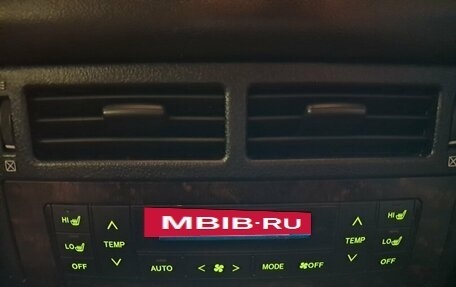 HI
HI
MBIB-RU
LO
TEMP
TEMP
LO
OFF
AUTO
< >
MODE
OFF
OFF